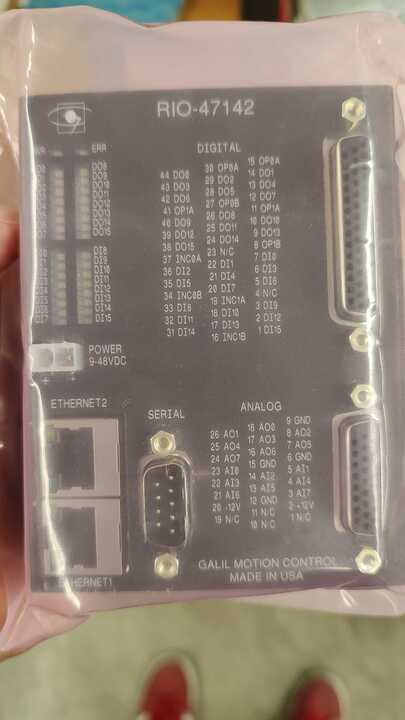 RIO-47142
ERR
DIGITAL
DO8
DO9
DO10
DO11
DO12
DO13
DO14
DO15
DI8
DI9
DI10
DI11
DI12
DI13
DI14
DI15
44 DO0
43 DO3
42 DO6
41 OP1A
40 DO9
39 DO12
38 DO15
37 INC0A
36 DI2
35 DI5
34 INC0B
33 DI8
32 DI11
31 DI14
30 OP0A
29 DO2
28 DO5
27 OP0B
26 DO8
25 DO11
24 DO14
23 N/C
22 DI1
21 DI4
20 DI7
19 INC1A
18 DI10
17 DI13
16 INC1B
15 OP0A
14 DO1
13 DO4
12 DO7
11 OP1A
10 DO10
9 DO13
8 OP1B
7 DI0
6 DI3
5 DI6
4 N/C
3 DI9
2 DI12
1 DI15
POWER
9-48VDC
- +
ETHERNET2
SERIAL
ANALOG
26 AO1
25 AO4
24 AO7
23 AI0
22 AI3
21 AI6
20 -12V
19 N/C
18 AO0
17 AO3
16 AO6
15 GND
14 AI2
13 AI5
12 GND
11 N/C
10 N/C
9 GND
8 AO2
7 AO5
6 GND
5 AI1
4 AI4
3 AI7
2 +12V
1 N/C
ETHERNET1
GALIL MOTION CONTROL
MADE IN USA